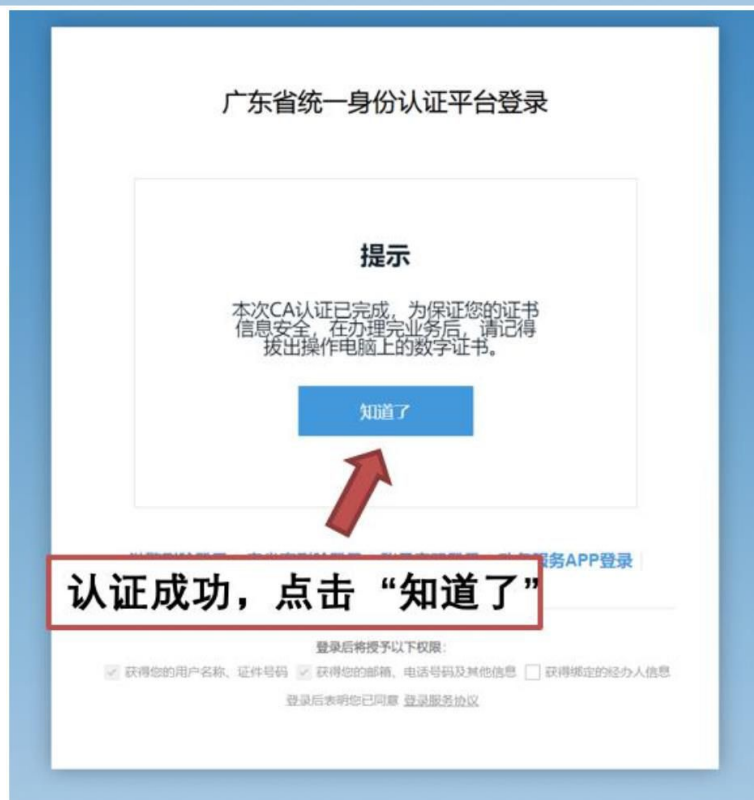 广东省统一身份认证平台登录
提示
本次CA认证已完成，为保证您的证书
信息安全，在办理完业务后，请记得
拔出操作电脑上的数字证书。
知道了
务APP登录
认证成功，点击“知道了”
登录后将授予以下权限：
获得您的用户名称、证件号码 获得您的邮箱、电话号码及其他信息 获得绑定的经办人信息
登录后表明您已同意 登录服务协议